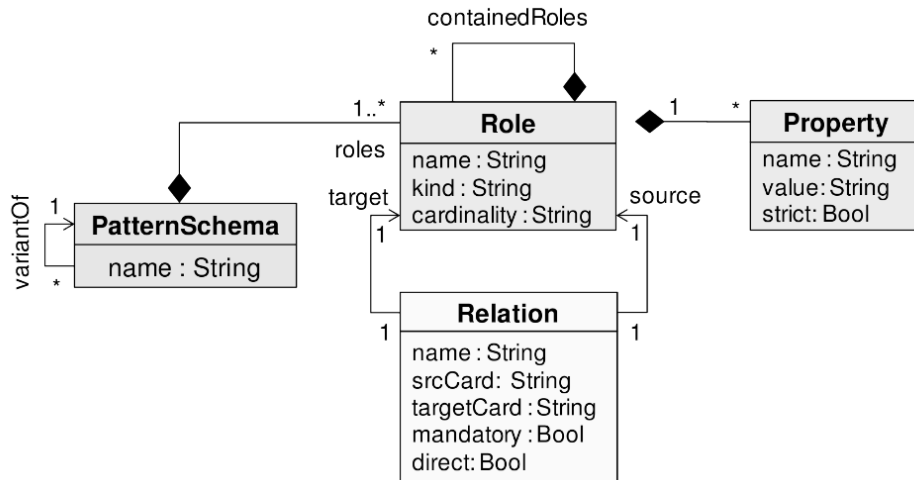 containedRoles
*
1..*
Role
1
*
Property
roles
name : String
kind : String
cardinality : String
name : String
value: String
strict: Bool
target
source
1
1
variantOf
1
*
PatternSchema
name : String
1
1
Relation
name : String
srcCard: String
targetCard : String
mandatory : Bool
direct: Bool